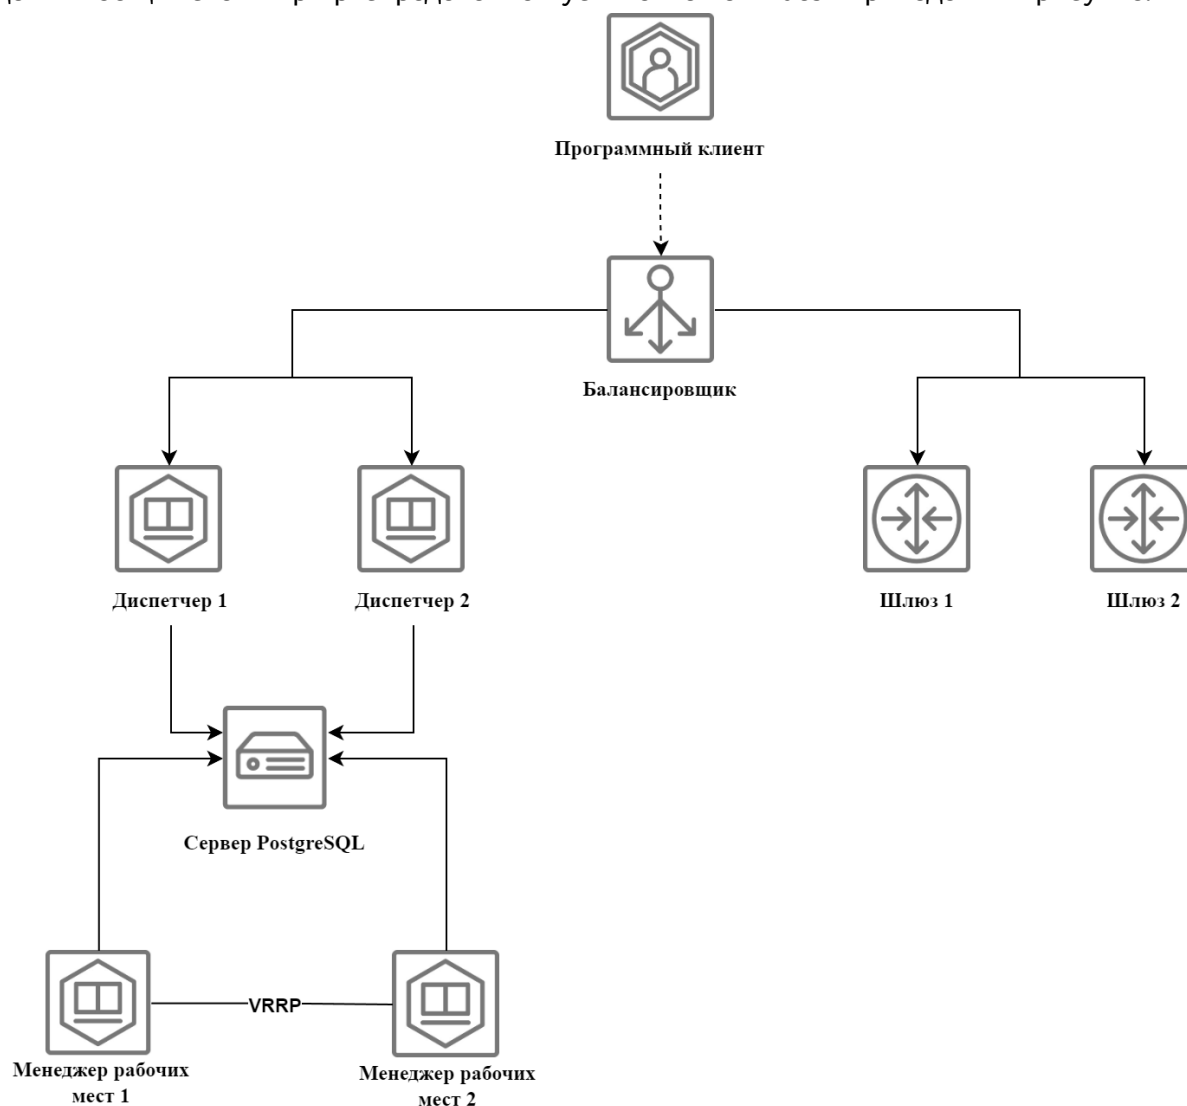 Программный клиент
Балансировщик
Диспетчер 1
Диспетчер 2
Шлюз 1
Шлюз 2
Сервер PostgreSQL
VRRP
Менеджер рабочих
мест 1
Менеджер рабочих
мест 2